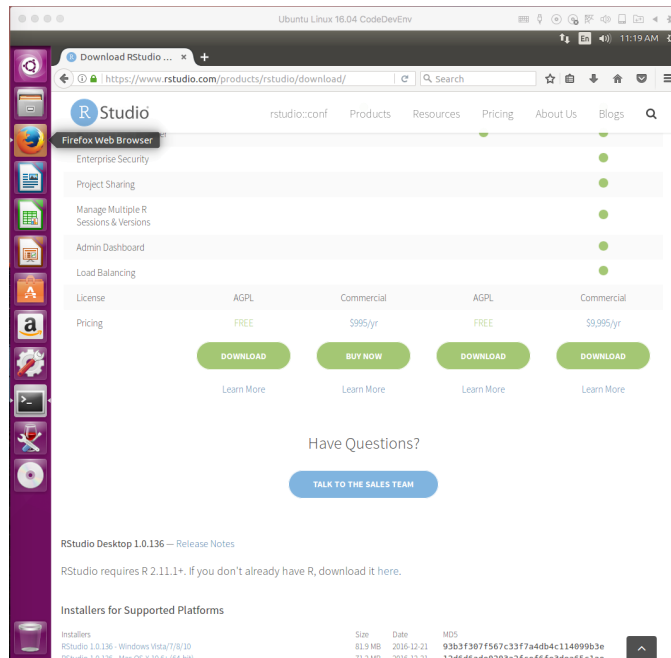 Ubuntu Linux 16.04 CodeDevEnv
En 11:19 AM
Download RStudio ... × +
https://www.rstudio.com/products/rstudio/download/ Search
R Studio rstudio::conf Products Resources Pricing About Us Blogs
Firefox Web Browser
Enterprise Security
Project Sharing
Manage Multiple R
Sessions & Versions
Admin Dashboard
Load Balancing
License AGPL Commercial AGPL Commercial
Pricing FREE $995/yr FREE $9,995/yr
DOWNLOAD BUY NOW DOWNLOAD DOWNLOAD
Learn More Learn More Learn More Learn More
Have Questions?
TALK TO THE SALES TEAM
RStudio Desktop 1.0.136 — Release Notes
RStudio requires R 2.11.1+. If you don't already have R, download it here.
Installers for Supported Platforms
Installers Size Date MD5
RStudio 1.0.136 - Windows Vista/7/8/10 81.9 MB 2016-12-21 93b3f307f567c33f7a4db4c114099b3e